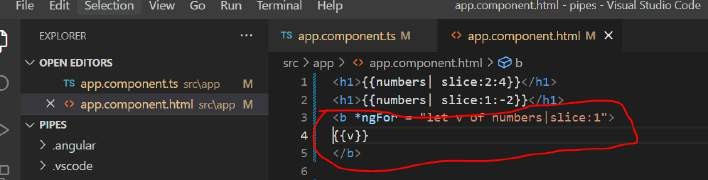 File Edit Selection View Go Run Terminal Help app.component.html - pipes - Visual Studio Code
EXPLORER ...
TS app.component.ts M <> app.component.html M ×
OPEN EDITORS
src > app > <> app.component.html > b
TS app.component.ts src\app M
1 <h1>{{numbers| slice:2:4}}</h1>
× <> app.component.html src\app M
2 <h1>{{numbers| slice:1:-2}}</h1>
3 <b *ngFor = "let v of numbers|slice:1">
PIPES
4 {{v}}
> .angular
5 </b>
> .vscode
6